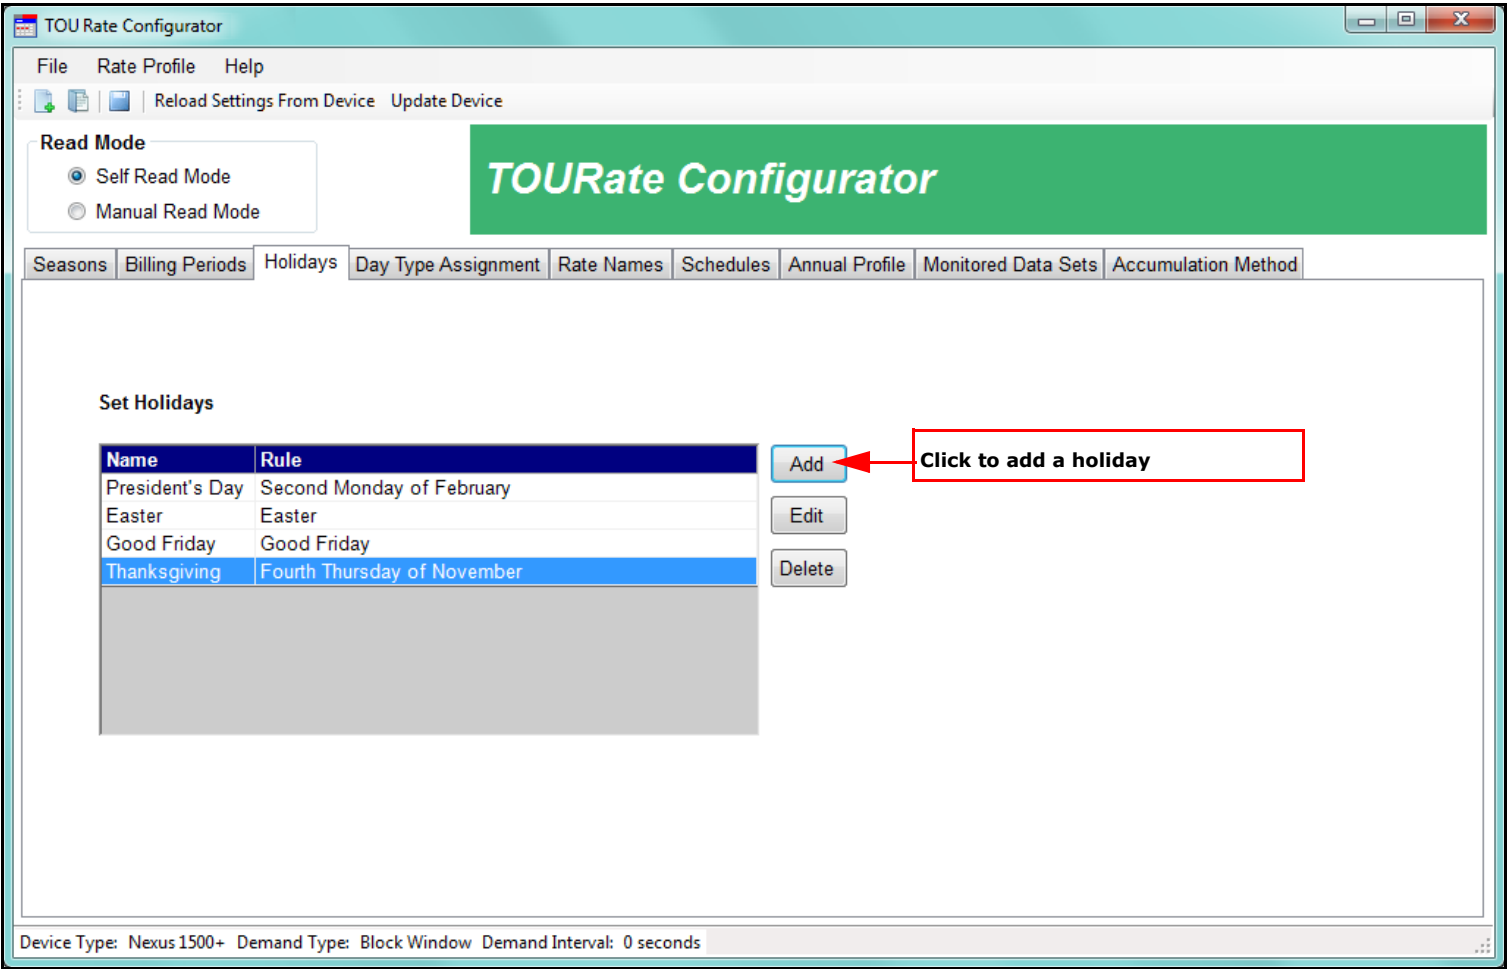 TOU Rate Configurator
File Rate Profile Help
Reload Settings From Device Update Device
Read Mode
Self Read Mode
Manual Read Mode
TOURate Configurator
Seasons Billing Periods Holidays Day Type Assignment Rate Names Schedules Annual Profile Monitored Data Sets Accumulation Method
Set Holidays
Name Rule
President's Day Second Monday of February
Easter Easter
Good Friday Good Friday
Thanksgiving Fourth Thursday of November
Add
Edit
Delete
Click to add a holiday
Device Type: Nexus 1500+ Demand Type: Block Window Demand Interval: 0 seconds